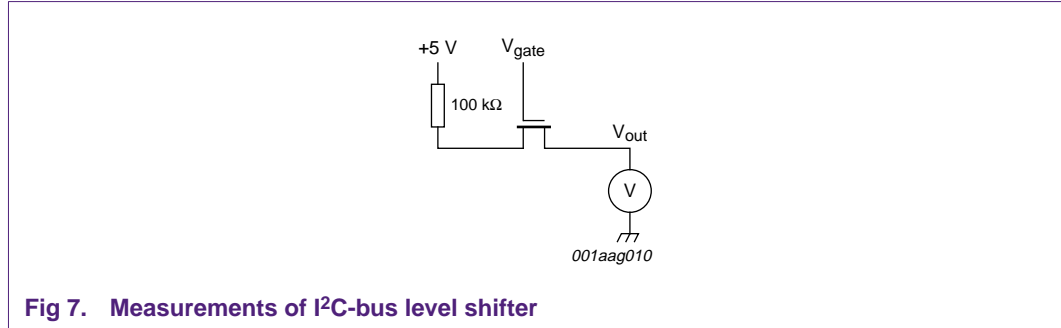 +5 V
Vgate
100 kΩ
Vout
V
001aag010
Fig 7. Measurements of I²C-bus level shifter